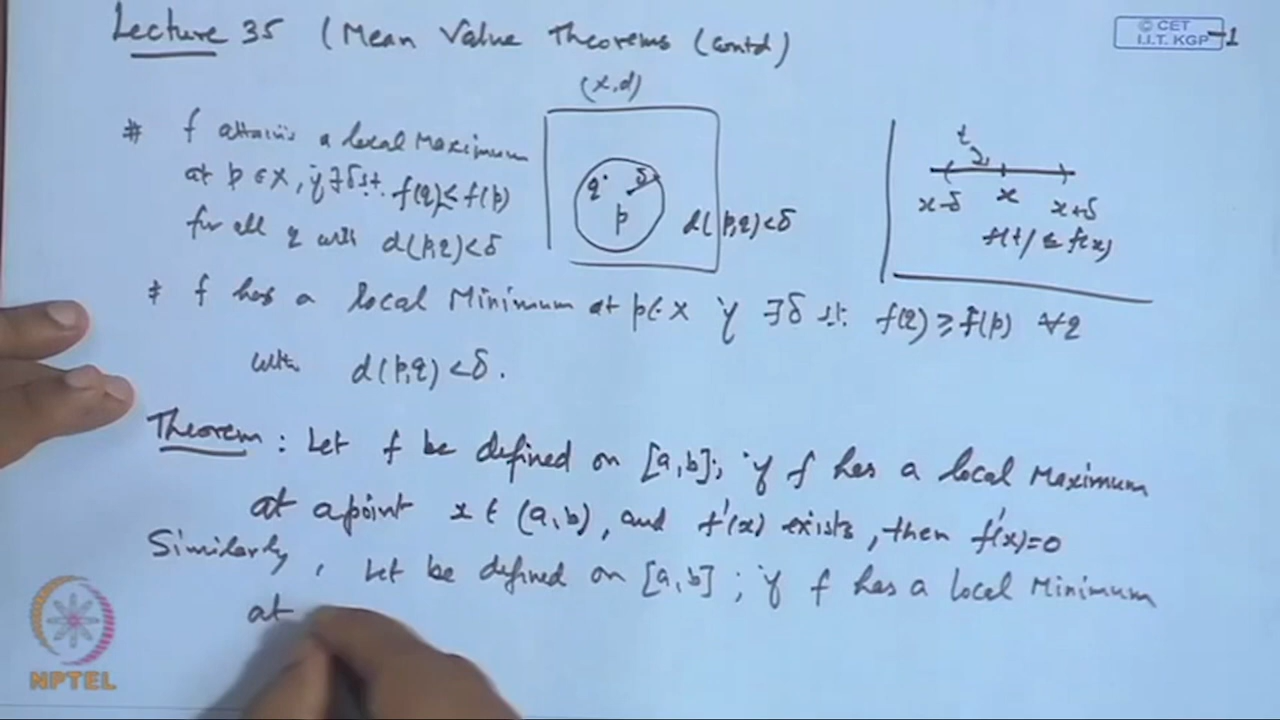 Lecture 35 (Mean Value Theorems (contd)
© CET
I.I.T. KGP
-1
(X,d)
# f attains a local Maximum
at p ∈ X, if ∃ δ s.t. f(q) ≤ f(p)
for all q with d(p,q) < δ
q δ
p
d(p,q) < δ
t
x-δ x x+δ
f(t) ≤ f(x)
# f has a local Minimum at p ∈ X if ∃ δ s.t. f(q) ≥ f(p) ∀ q
with d(p,q) < δ.
Theorem : Let f be defined on [a,b]; if f has a local Maximum
at a point x ∈ (a,b), and f'(x) exists, then f'(x)=0
Similarly, Let be defined on [a,b] ; if f has a local Minimum
at
NPTEL